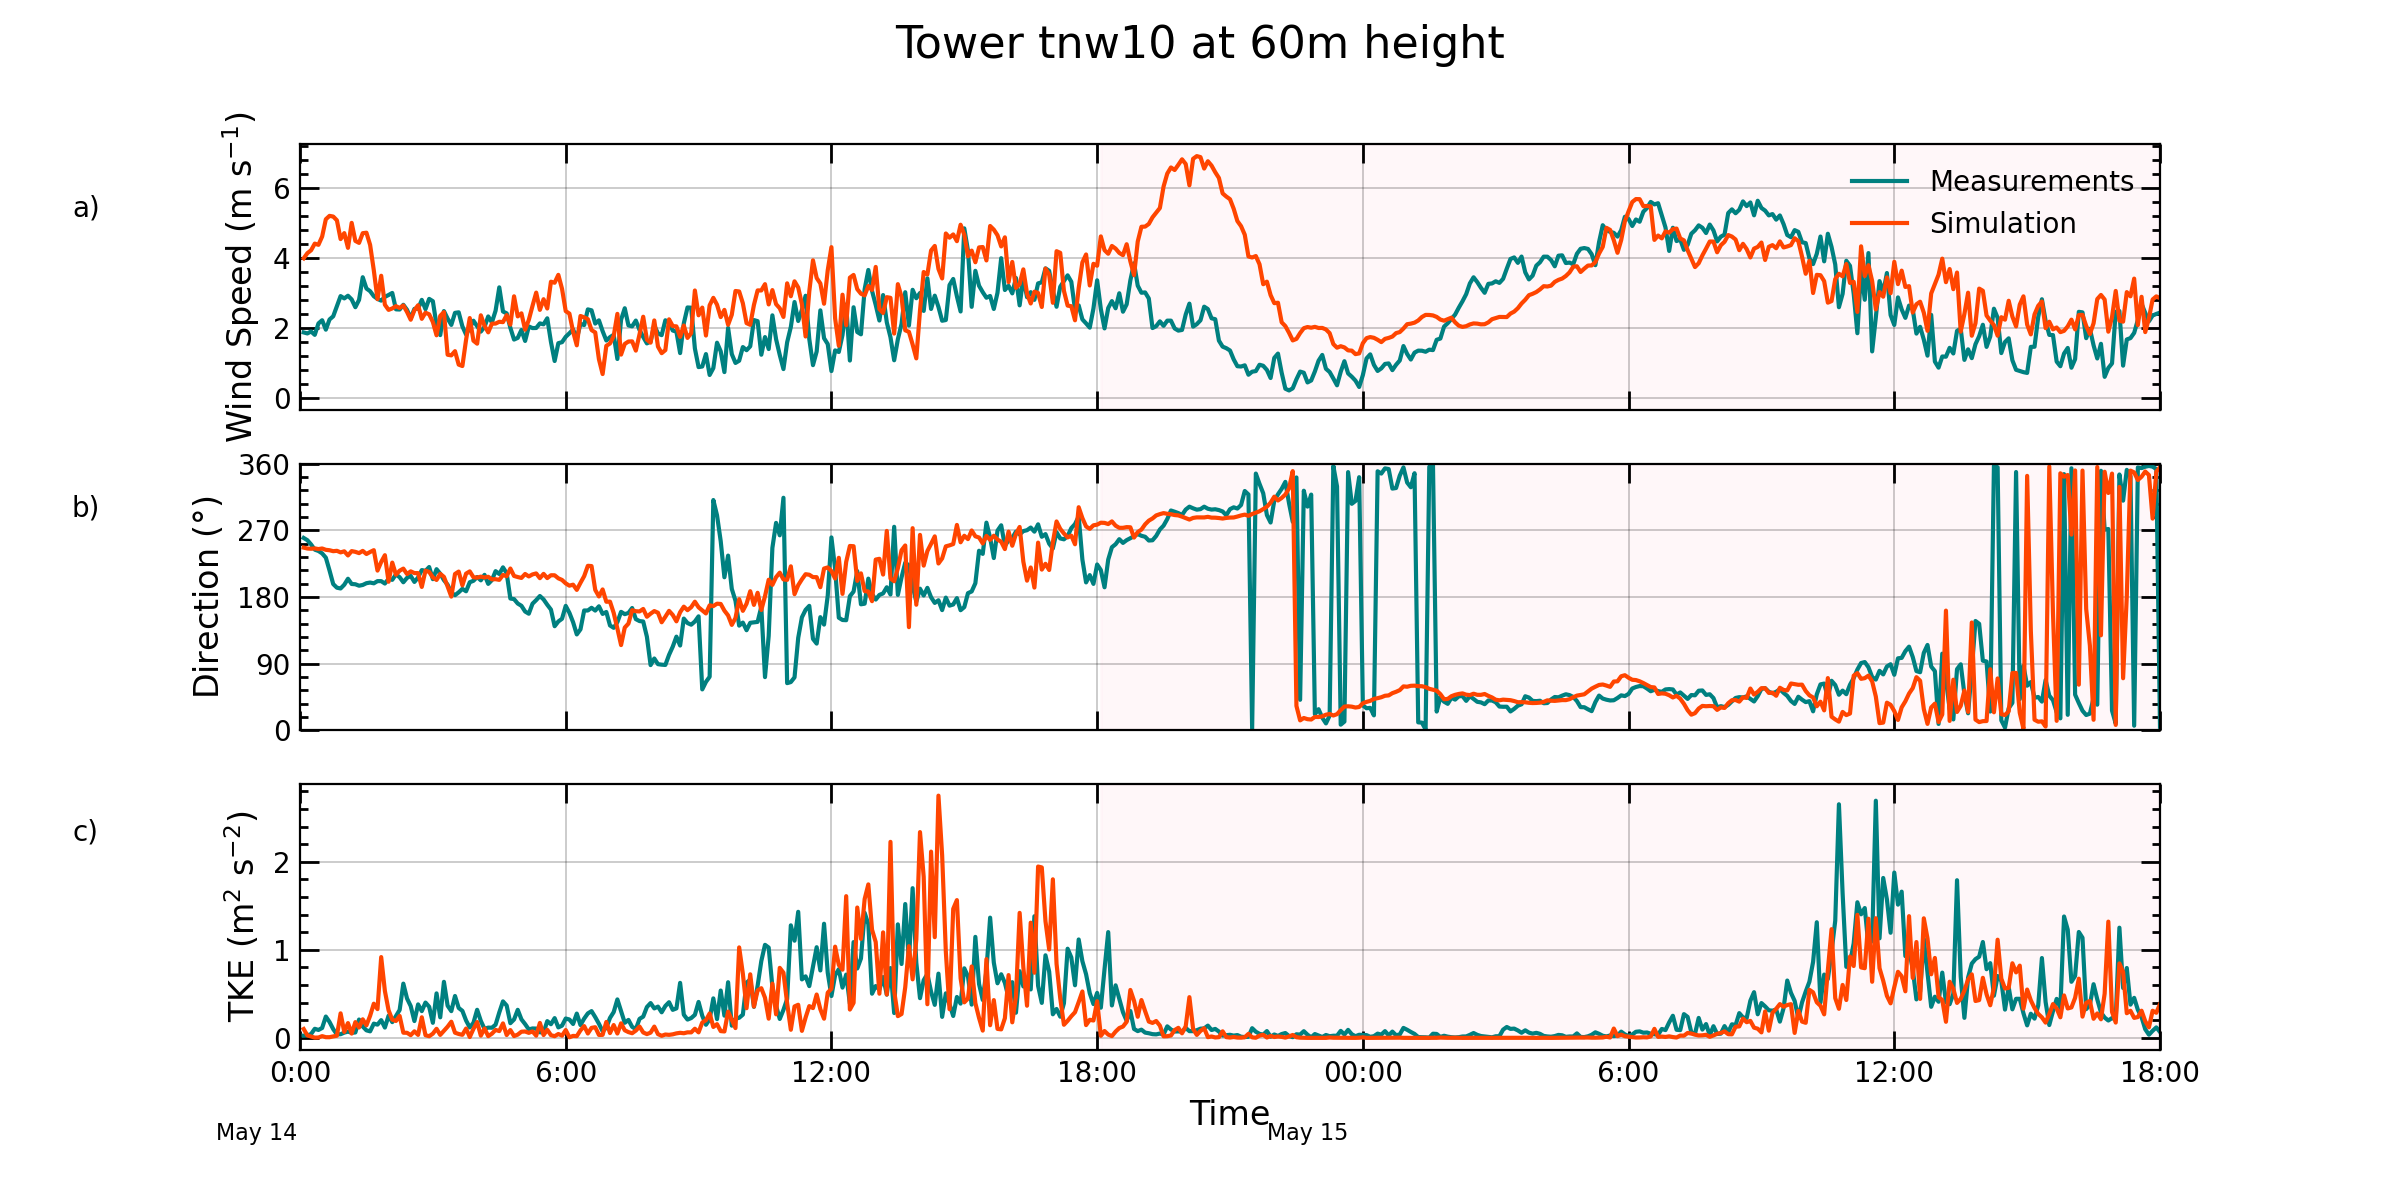 Tower tnw10 at 60m height
a)
Wind Speed (m s⁻¹)
6
4
2
0
Measurements
Simulation
b)
Direction (°)
360
270
180
90
0
c)
TKE (m² s⁻²)
2
1
0
0:00 6:00 12:00 18:00 00:00 6:00 12:00 18:00
Time
May 14 May 15